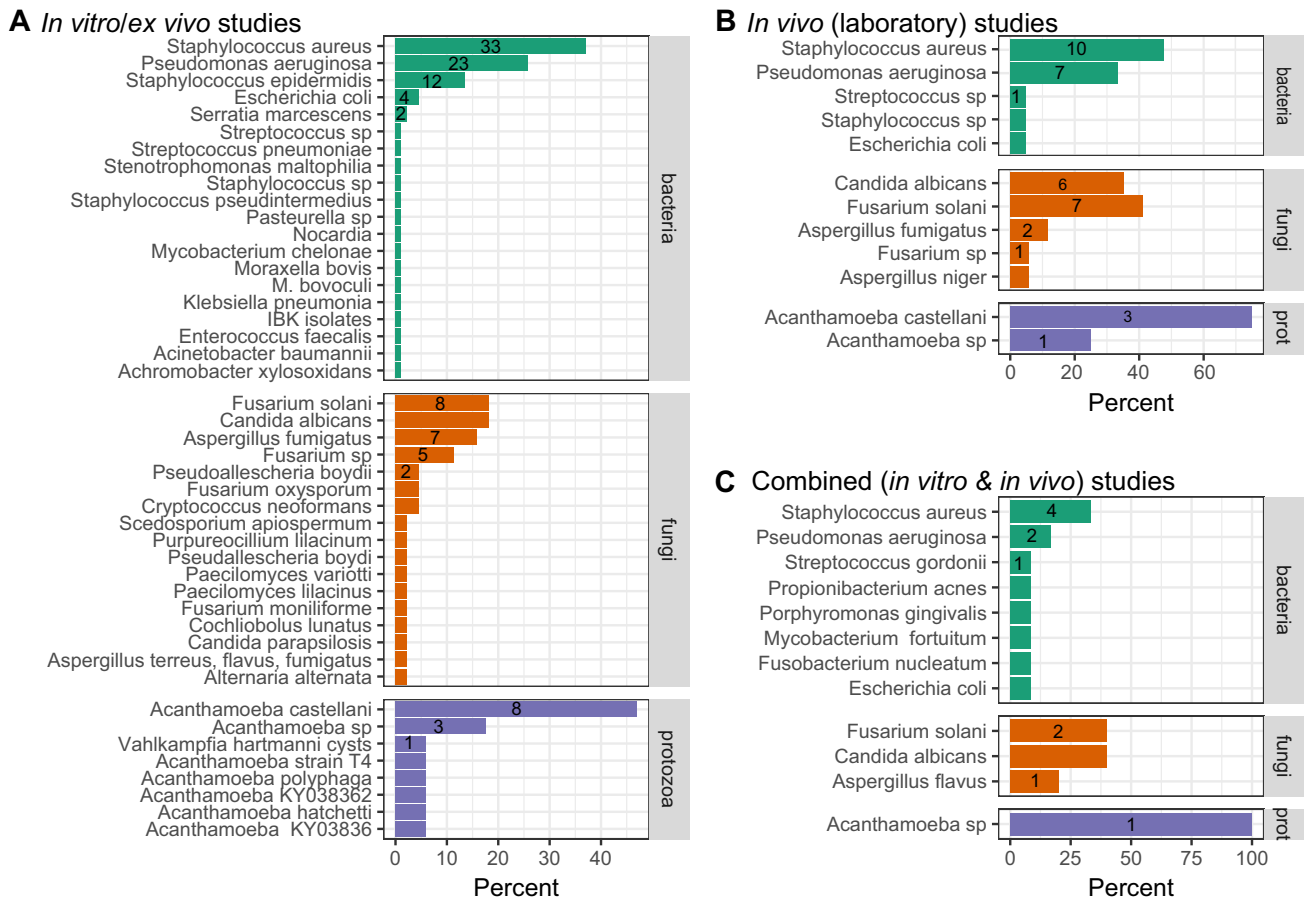 A In vitro/ex vivo studies
Staphylococcus aureus 33
Pseudomonas aeruginosa 23
Staphylococcus epidermidis 12
Escherichia coli 4
Serratia marcescens 2
Streptococcus sp
Streptococcus pneumoniae
Stenotrophomonas maltophilia
Staphylococcus sp
Staphylococcus pseudintermedius
Pasteurella sp
Nocardia
Mycobacterium chelonae
Moraxella bovis
M. bovoculi
Klebsiella pneumonia
IBK isolates
Enterococcus faecalis
Acinetobacter baumannii
Achromobacter xylosoxidans
bacteria
Fusarium solani 8
Candida albicans
Aspergillus fumigatus 7
Fusarium sp 5
Pseudoallescheria boydii 2
Fusarium oxysporum
Cryptococcus neoformans
Scedosporium apiospermum
Purpureocillium lilacinum
Pseudallescheria boydi
Paecilomyces variotti
Paecilomyces lilacinus
Fusarium moniliforme
Cochliobolus lunatus
Candida parapsilosis
Aspergillus terreus, flavus, fumigatus
Alternaria alternata
fungi
Acanthamoeba castellani 8
Acanthamoeba sp 3
Vahlkampfia hartmanni cysts 1
Acanthamoeba strain T4
Acanthamoeba polyphaga
Acanthamoeba KY038362
Acanthamoeba hatchetti
Acanthamoeba KY03836
protozoa
0 10 20 30 40
Percent
B In vivo (laboratory) studies
Staphylococcus aureus 10
Pseudomonas aeruginosa 7
Streptococcus sp 1
Staphylococcus sp
Escherichia coli
bacteria
Candida albicans 6
Fusarium solani 7
Aspergillus fumigatus 2
Fusarium sp 1
Aspergillus niger
fungi
Acanthamoeba castellani 3
Acanthamoeba sp 1
prot
0 20 40 60
Percent
C Combined (in vitro & in vivo) studies
Staphylococcus aureus 4
Pseudomonas aeruginosa 2
Streptococcus gordonii 1
Propionibacterium acnes
Porphyromonas gingivalis
Mycobacterium fortuitum
Fusobacterium nucleatum
Escherichia coli
bacteria
Fusarium solani 2
Candida albicans
Aspergillus flavus 1
fungi
Acanthamoeba sp 1
prot
0 25 50 75 100
Percent